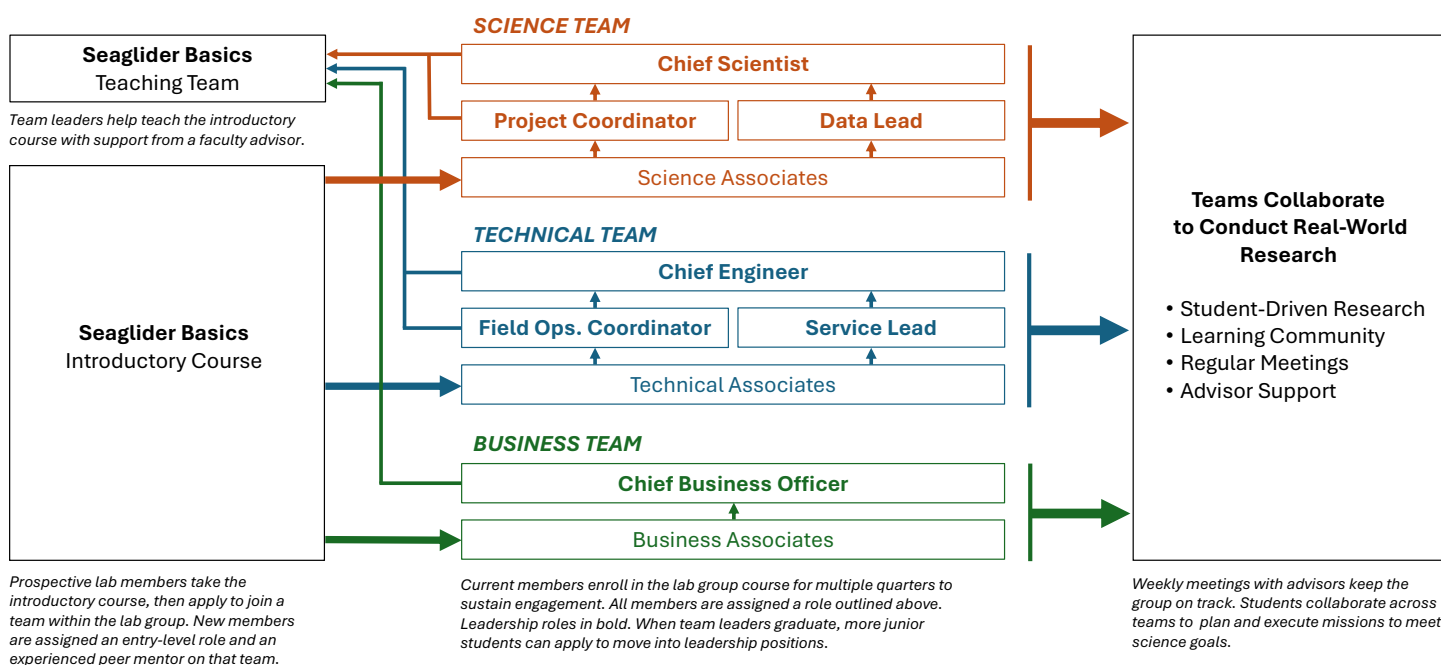 Seaglider Basics
Teaching Team
Team leaders help teach the introductory
course with support from a faculty advisor.
Seaglider Basics
Introductory Course
Prospective lab members take the
introductory course, then apply to join a
team within the lab group. New members
are assigned an entry-level role and an
experienced peer mentor on that team.
SCIENCE TEAM
Chief Scientist
Project Coordinator
Data Lead
Science Associates
TECHNICAL TEAM
Chief Engineer
Field Ops. Coordinator
Service Lead
Technical Associates
BUSINESS TEAM
Chief Business Officer
Business Associates
Current members enroll in the lab group course for multiple quarters to
sustain engagement. All members are assigned a role outlined above.
Leadership roles in bold. When team leaders graduate, more junior
students can apply to move into leadership positions.
Teams Collaborate
to Conduct Real-World
Research
• Student-Driven Research
• Learning Community
• Regular Meetings
• Advisor Support
Weekly meetings with advisors keep the
group on track. Students collaborate across
teams to plan and execute missions to meet
science goals.